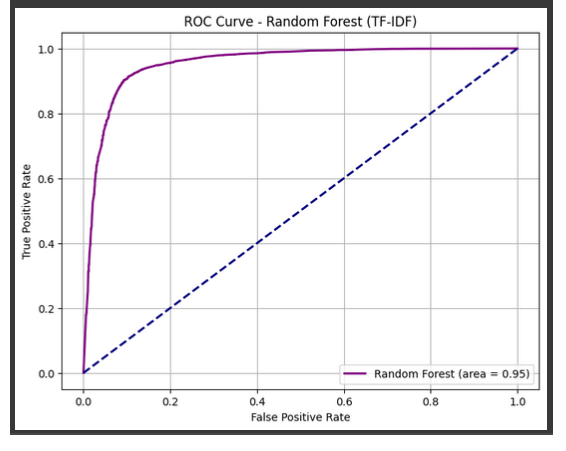 ROC Curve - Random Forest (TF-IDF)
1.0
0.8
0.6
0.4
0.2
0.0
True Positive Rate
0.0 0.2 0.4 0.6 0.8 1.0
False Positive Rate
Random Forest (area = 0.95)